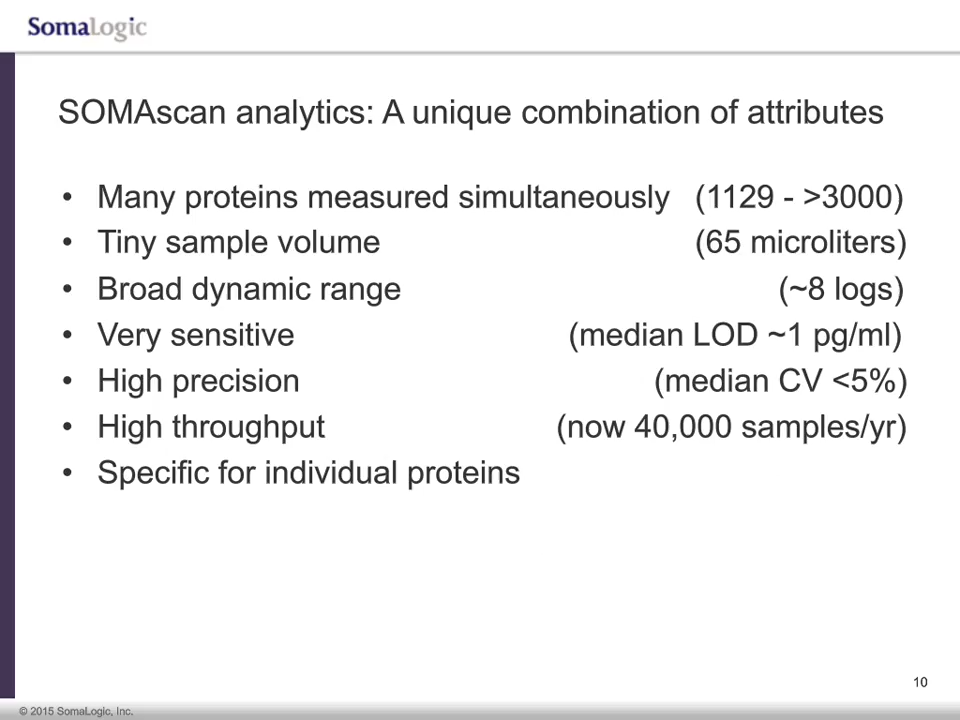 SomaLogic
SOMAscan analytics: A unique combination of attributes
• Many proteins measured simultaneously (1129 - >3000)
• Tiny sample volume (65 microliters)
• Broad dynamic range (~8 logs)
• Very sensitive (median LOD ~1 pg/ml)
• High precision (median CV <5%)
• High throughput (now 40,000 samples/yr)
• Specific for individual proteins
10
© 2015 SomaLogic, Inc.